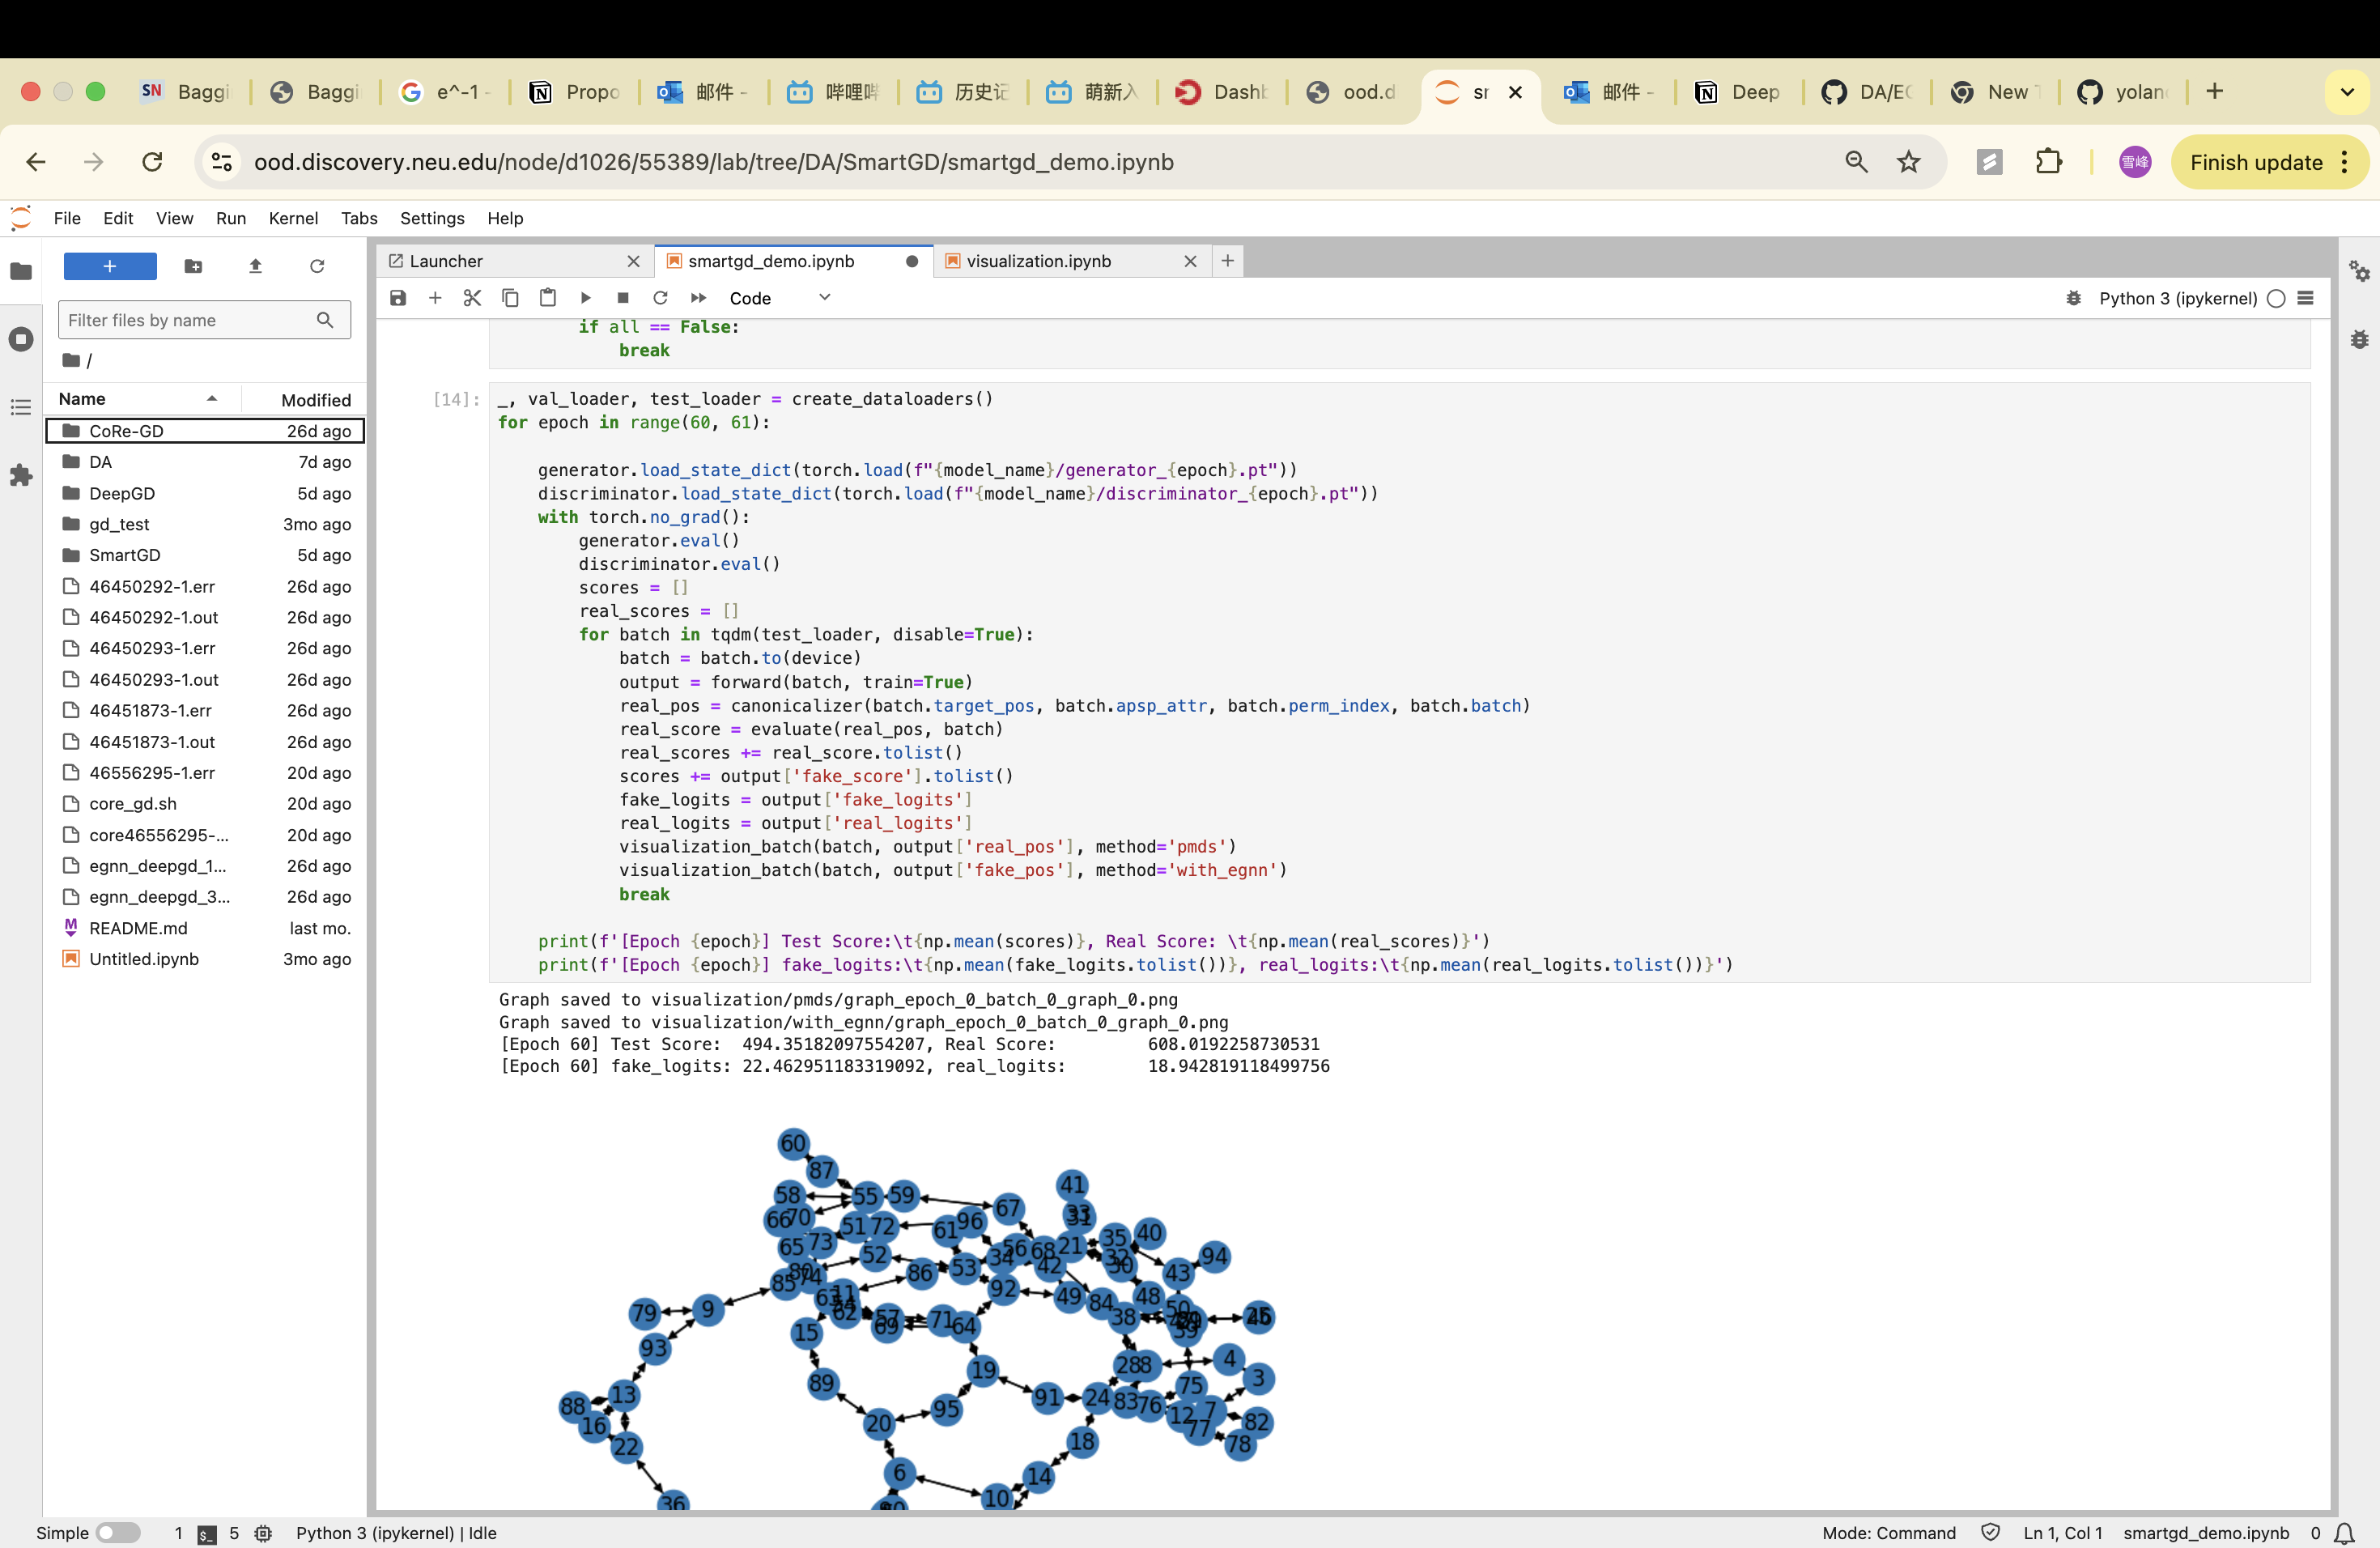 Baggi
Baggi
e^-1 -
Propo
邮件 -
哔哩哔
历史记
萌新入
Dashb
ood.d
sr
邮件 -
Deep
DA/EC
New T
yolan
ood.discovery.neu.edu/node/d1026/55389/lab/tree/DA/SmartGD/smartgd_demo.ipynb
雪峰
Finish update
File Edit View Run Kernel Tabs Settings Help
Launcher
smartgd_demo.ipynb
visualization.ipynb
Code
Python 3 (ipykernel)
Filter files by name
/
Name Modified
CoRe-GD 26d ago
DA 7d ago
DeepGD 5d ago
gd_test 3mo ago
SmartGD 5d ago
46450292-1.err 26d ago
46450292-1.out 26d ago
46450293-1.err 26d ago
46450293-1.out 26d ago
46451873-1.err 26d ago
46451873-1.out 26d ago
46556295-1.err 20d ago
core_gd.sh 20d ago
core46556295-... 20d ago
egnn_deepgd_1... 26d ago
egnn_deepgd_3... 26d ago
README.md last mo.
Untitled.ipynb 3mo ago
if all == False:
break
[14]:
_, val_loader, test_loader = create_dataloaders()
for epoch in range(60, 61):
generator.load_state_dict(torch.load(f"{model_name}/generator_{epoch}.pt"))
discriminator.load_state_dict(torch.load(f"{model_name}/discriminator_{epoch}.pt"))
with torch.no_grad():
generator.eval()
discriminator.eval()
scores = []
real_scores = []
for batch in tqdm(test_loader, disable=True):
batch = batch.to(device)
output = forward(batch, train=True)
real_pos = canonicalizer(batch.target_pos, batch.apsp_attr, batch.perm_index, batch.batch)
real_score = evaluate(real_pos, batch)
real_scores += real_score.tolist()
scores += output['fake_score'].tolist()
fake_logits = output['fake_logits']
real_logits = output['real_logits']
visualization_batch(batch, output['real_pos'], method='pmds')
visualization_batch(batch, output['fake_pos'], method='with_egnn')
break
print(f'[Epoch {epoch}] Test Score:\t{np.mean(scores)}, Real Score: \t{np.mean(real_scores)}')
print(f'[Epoch {epoch}] fake_logits:\t{np.mean(fake_logits.tolist())}, real_logits:\t{np.mean(real_logits.tolist())}')
Graph saved to visualization/pmds/graph_epoch_0_batch_0_graph_0.png
Graph saved to visualization/with_egnn/graph_epoch_0_batch_0_graph_0.png
[Epoch 60] Test Score: 494.35182097554207, Real Score: 608.0192258730531
[Epoch 60] fake_logits: 22.462951183319092, real_logits: 18.942819118499756
60
87
41
58 55 59
67
66 70 51 72 61 96
35 40
65 73 52 34 56 68 21 32
94
86 53 42 30 43
85 74 92 49 84 48 50
79 9 11 62 57 69 71 64 38
15
93 19 28 8 4
89 75 3
13 91 24 83 76 12 7
88 95 82
16 20 77
22 18 78
6 14
36 10
Simple 1 5 Python 3 (ipykernel) | Idle
Mode: Command Ln 1, Col 1 smartgd_demo.ipynb 0